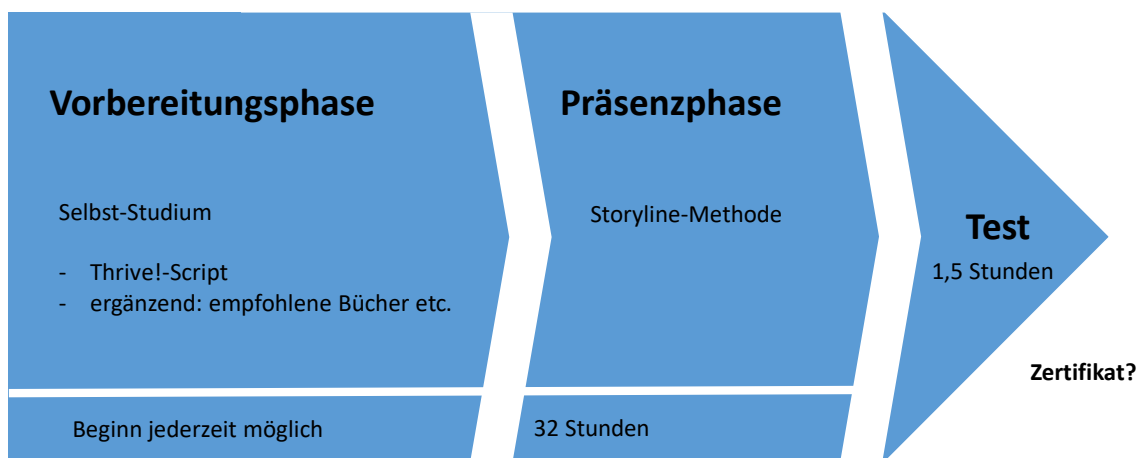 Vorbereitungsphase
Selbst-Studium
- Thrive!-Script
- ergänzend: empfohlene Bücher etc.
Beginn jederzeit möglich
Präsenzphase
Storyline-Methode
32 Stunden
Test
1,5 Stunden
Zertifikat?